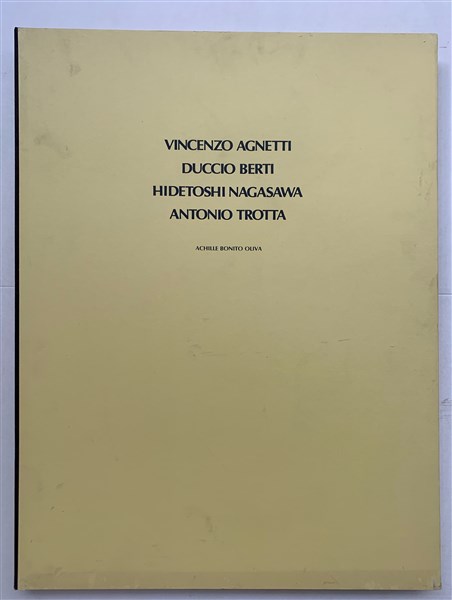 VINCENZO AGNETTI
DUCCIO BERTI
HIDETOSHI NAGASAWA
ANTONIO TROTTA
ACHILLE BONITO OLIVA